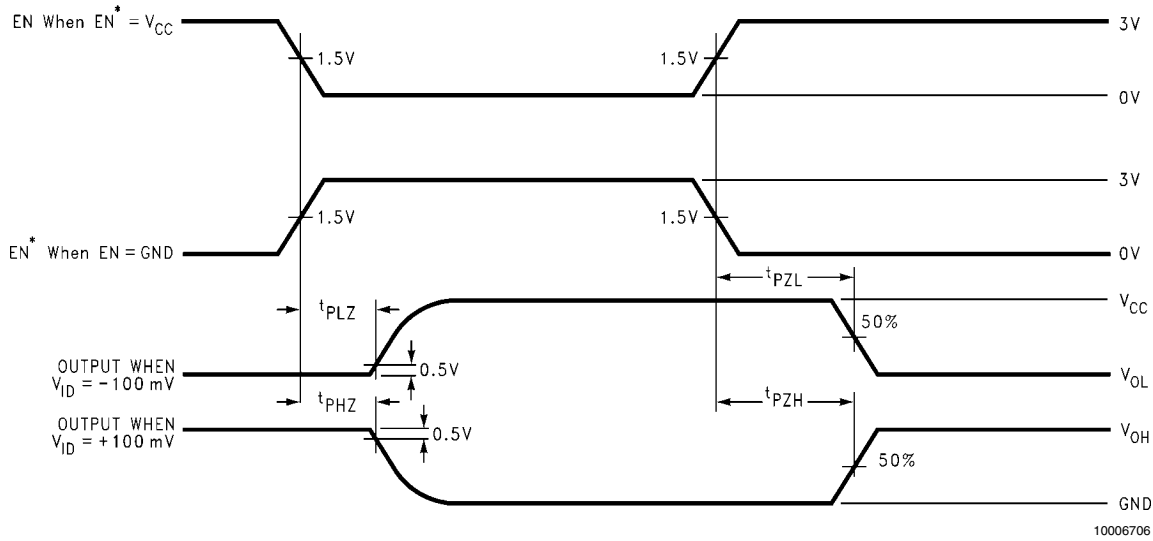 EN When EN* = VCC
3V
1.5V
1.5V
0V
3V
1.5V
1.5V
EN* When EN = GND
0V
tPZL
tPLZ
VCC
50%
OUTPUT WHEN
VID = −100 mV
0.5V
VOL
tPHZ
tPZH
OUTPUT WHEN
VID = +100 mV
0.5V
VOH
50%
GND
10006706